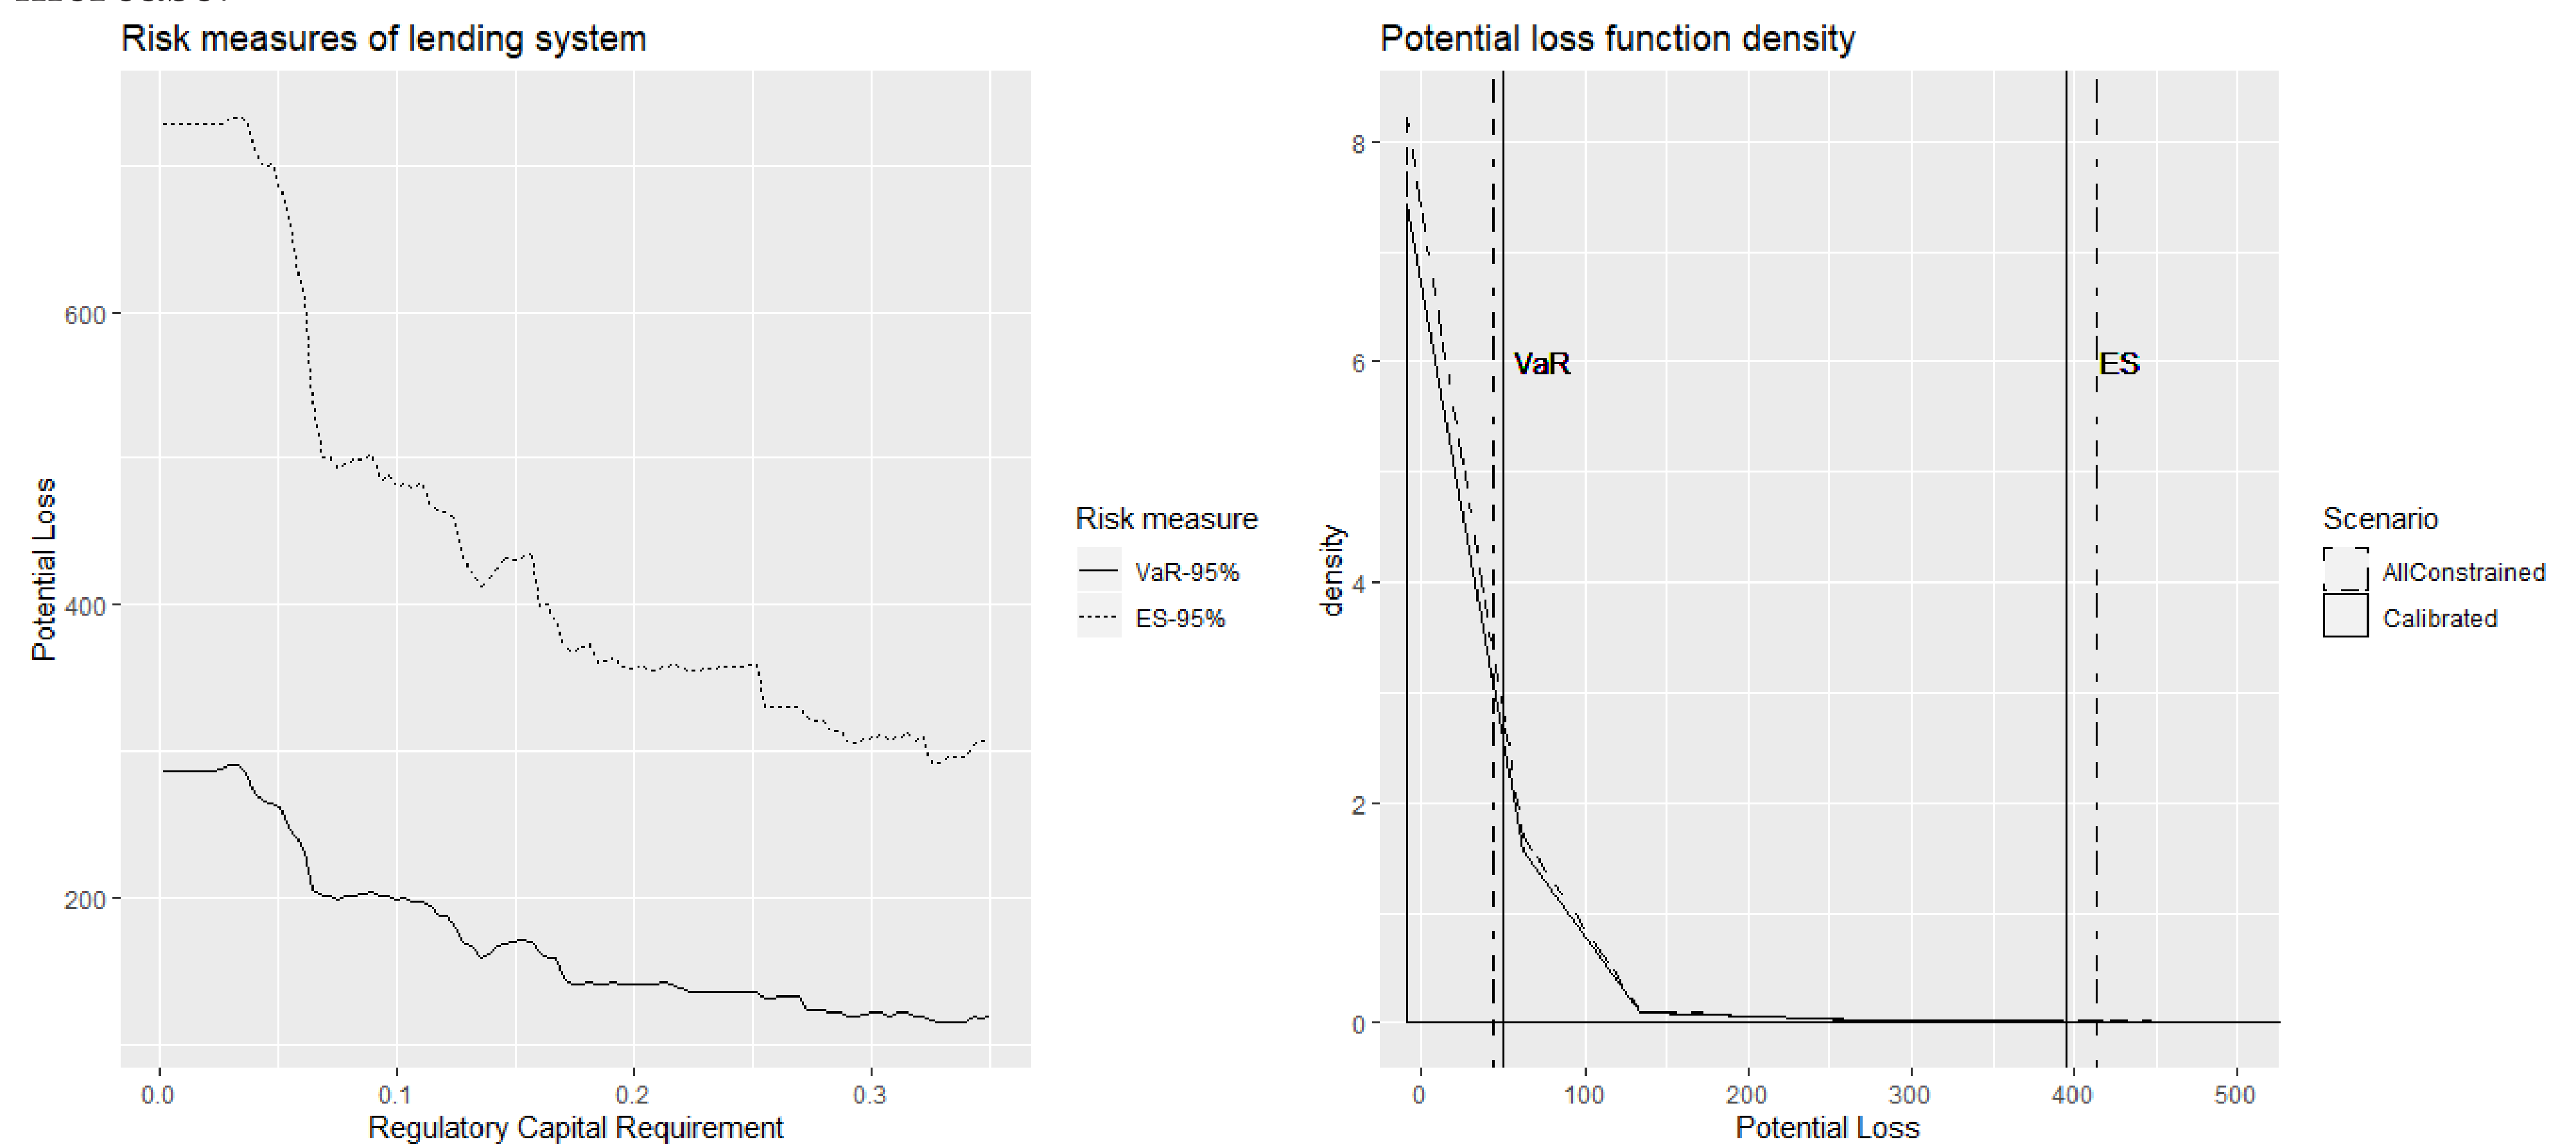 Risk measures of lending system
Potential Loss
600
400
200
0.0 0.1 0.2 0.3
Regulatory Capital Requirement
Risk measure
VaR-95%
ES-95%
Potential loss function density
density
8
6
4
2
0
VaR
ES
0 100 200 300 400 500
Potential Loss
Scenario
AllConstrained
Calibrated